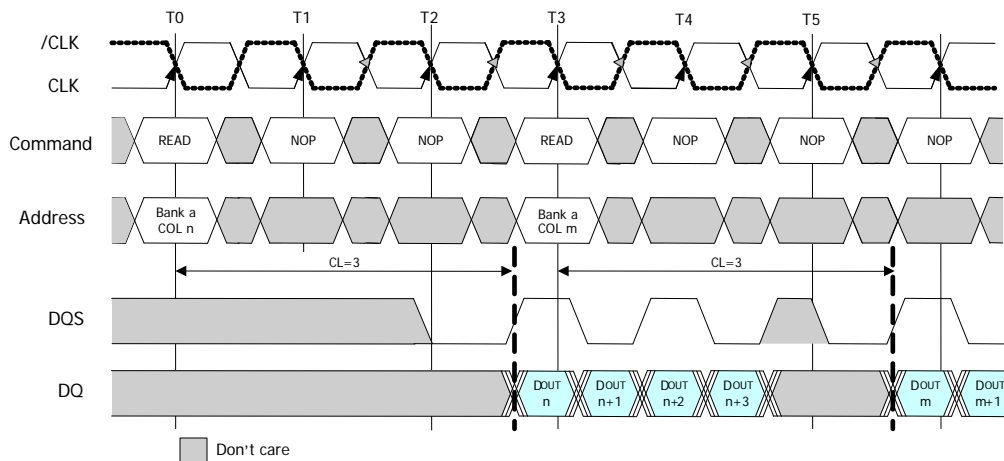 T0 T1 T2 T3 T4 T5
/CLK
CLK
Command READ NOP NOP READ NOP NOP NOP
Address Bank a COL n Bank a COL m
CL=3 CL=3
DQS
DQ DOUT n DOUT n+1 DOUT n+2 DOUT n+3 DOUT m DOUT m+1
Don't care